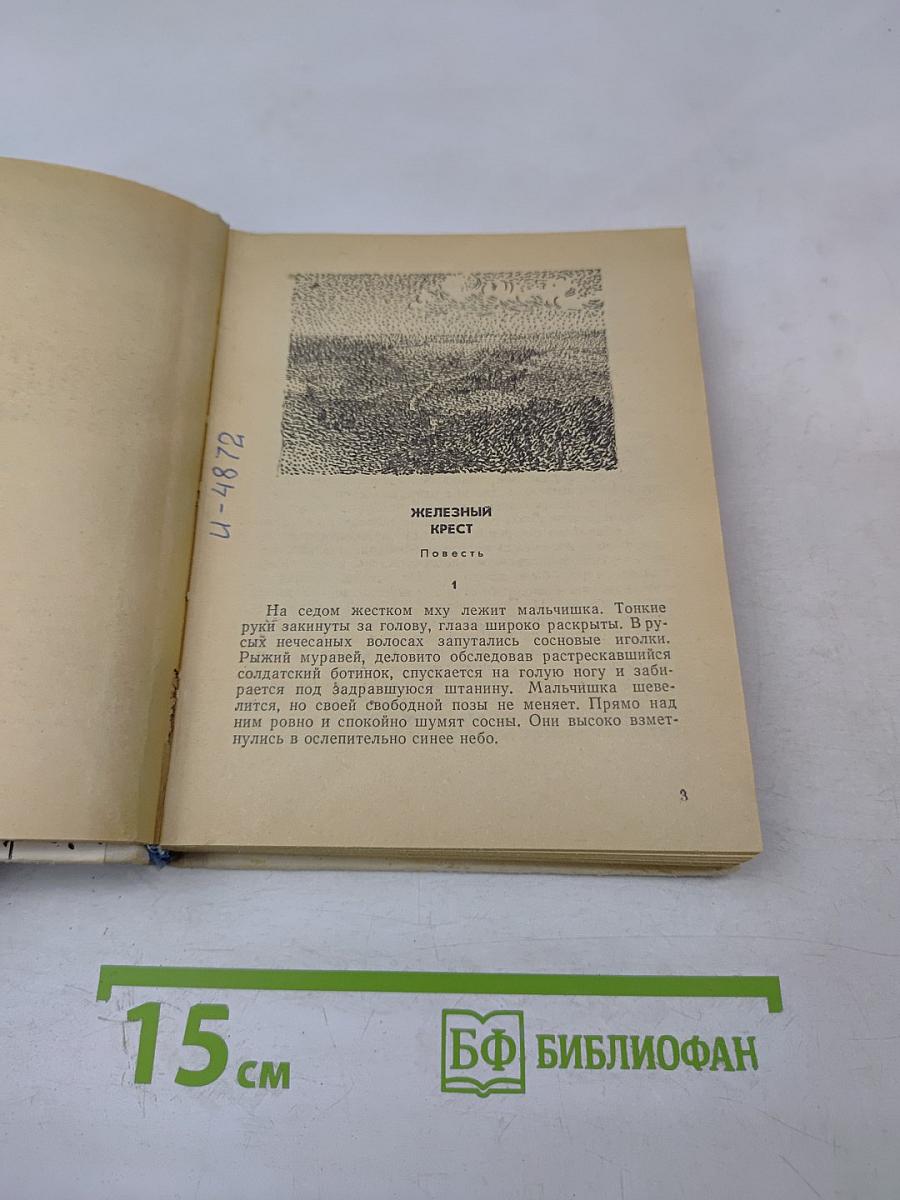 И-4872
ЖЕЛЕЗНЫЙ
КРЕСТ
Повесть
1
На седом жестком мху лежит мальчишка. Тонкие
руки закинуты за голову, глаза широко раскрыты. В ру-
сых нечесаных волосах запутались сосновые иголки.
Рыжий муравей, деловито обследовав растрескавшийся
солдатский ботинок, спускается на голую ногу и заби-
рается под задравшуюся штанину. Мальчишка шеве-
лится, но своей свободной позы не меняет. Прямо над
ним ровно и спокойно шумят сосны. Они высоко взмет-
нулись в ослепительно синее небо.
3
15 см
БФ БИБЛИОФАН